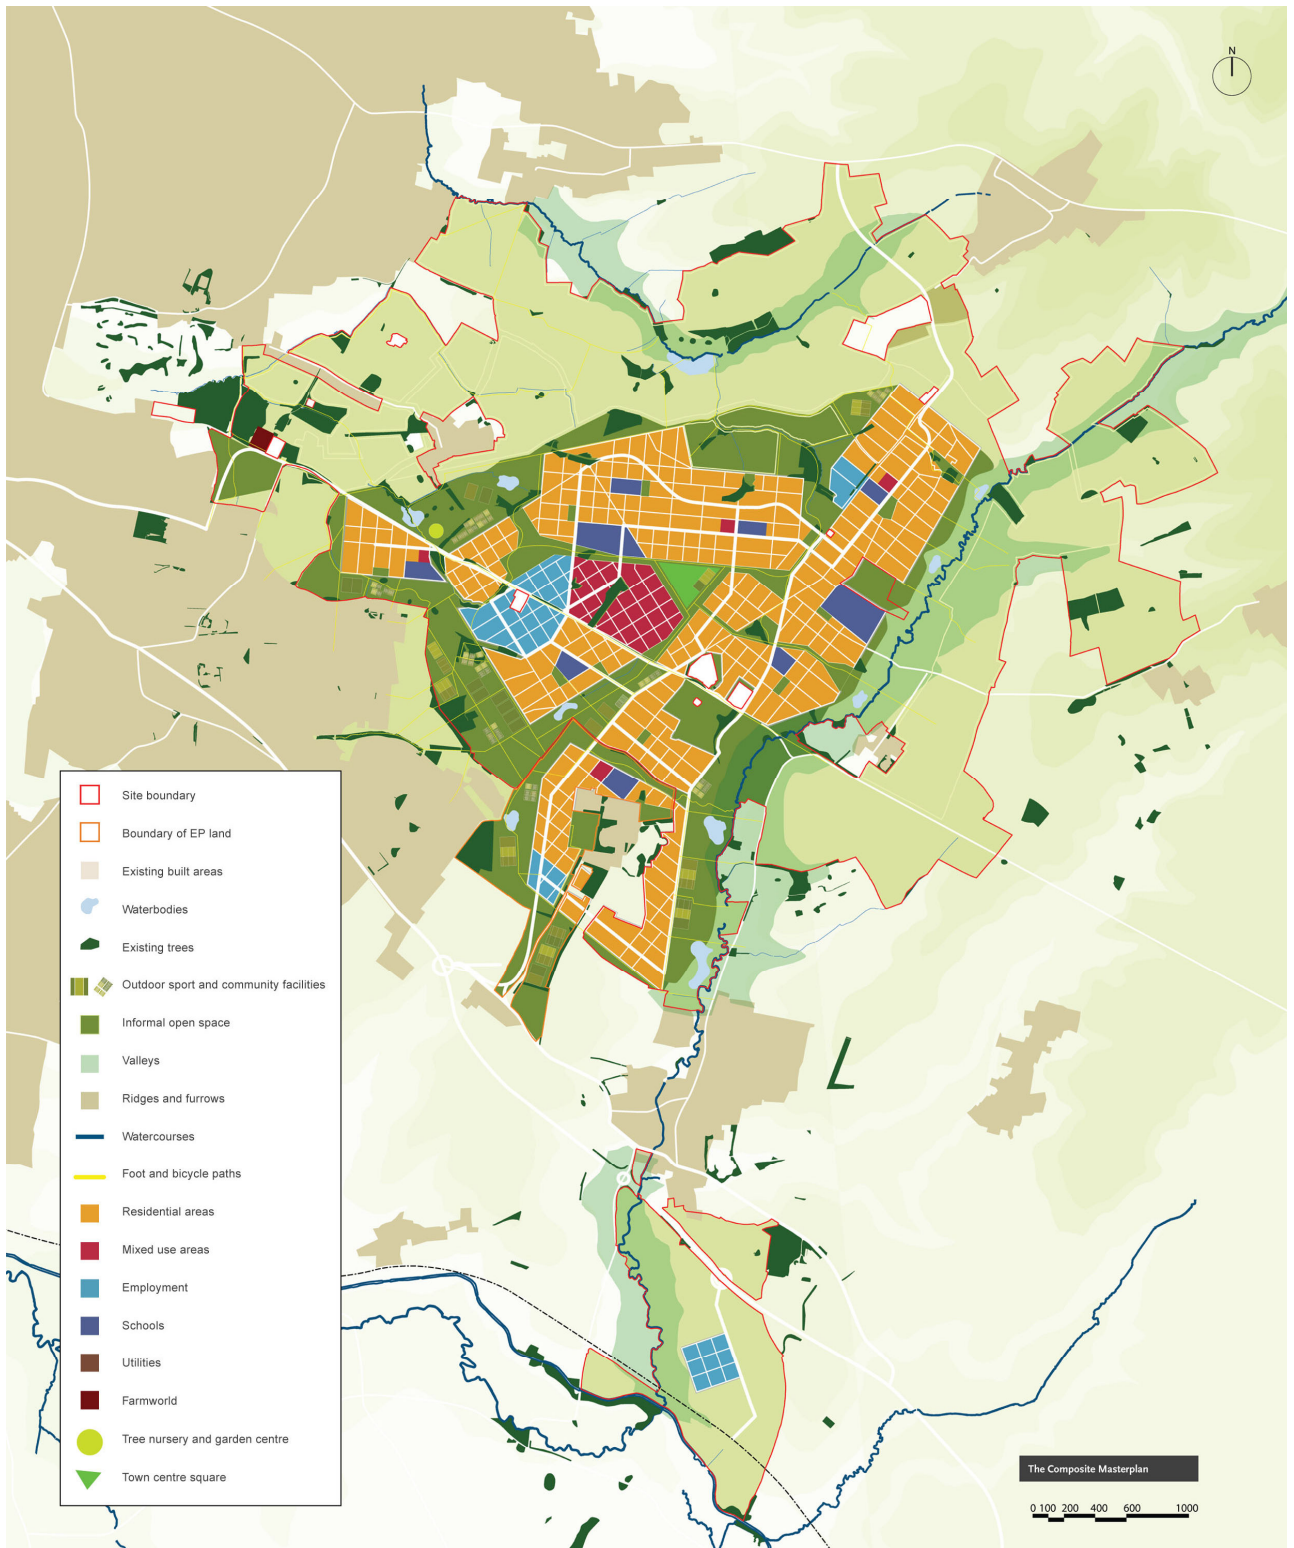 N
Site boundary
Boundary of EP land
Existing built areas
Waterbodies
Existing trees
Outdoor sport and community facilities
Informal open space
Valleys
Ridges and furrows
Watercourses
Foot and bicycle paths
Residential areas
Mixed use areas
Employment
Schools
Utilities
Farmworld
Tree nursery and garden centre
Town centre square
The Composite Masterplan
0 100 200 400 600 1000